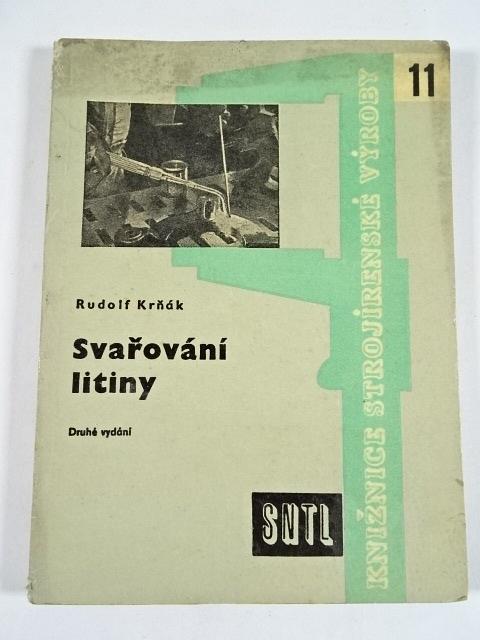 11
KNIŽNICE STROJÍRENSKÉ VÝROBY
Rudolf Krňák
Svařování
litiny
Druhé vydání
SNTL